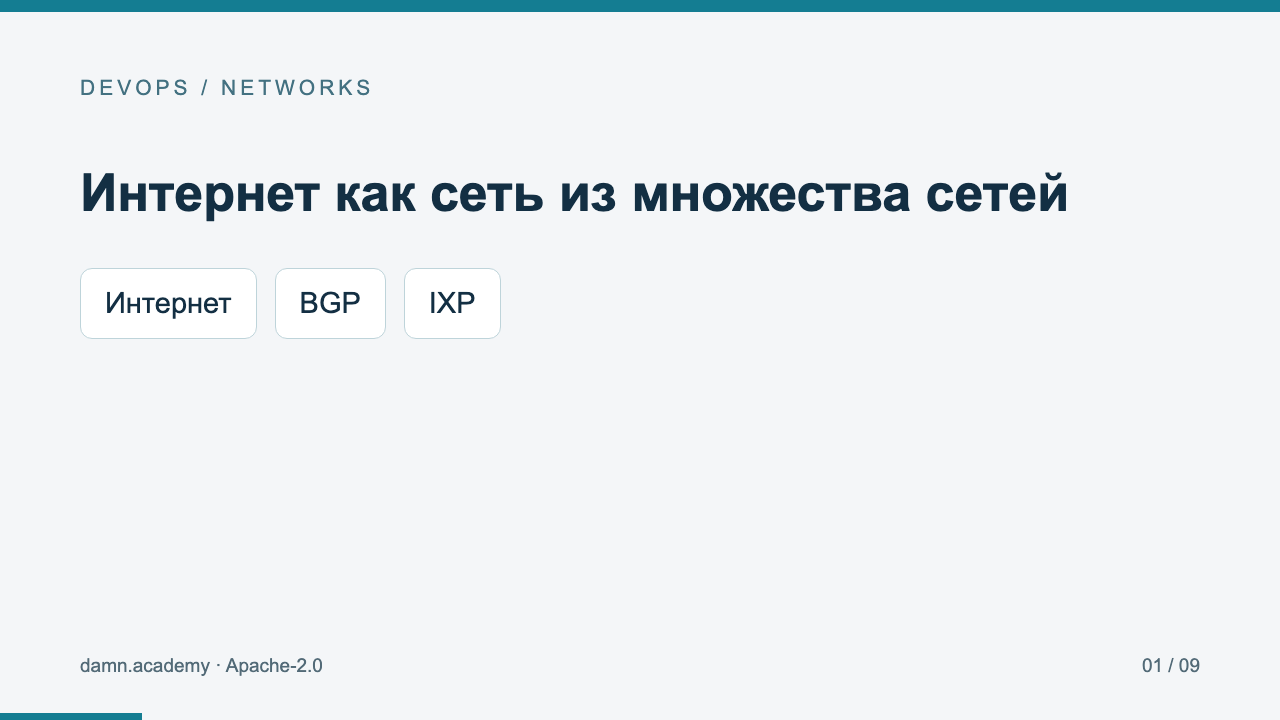 DEVOPS / NETWORKS
Интернет как сеть из множества сетей
Интернет BGP IXP
damn.academy · Apache-2.0 01 / 09